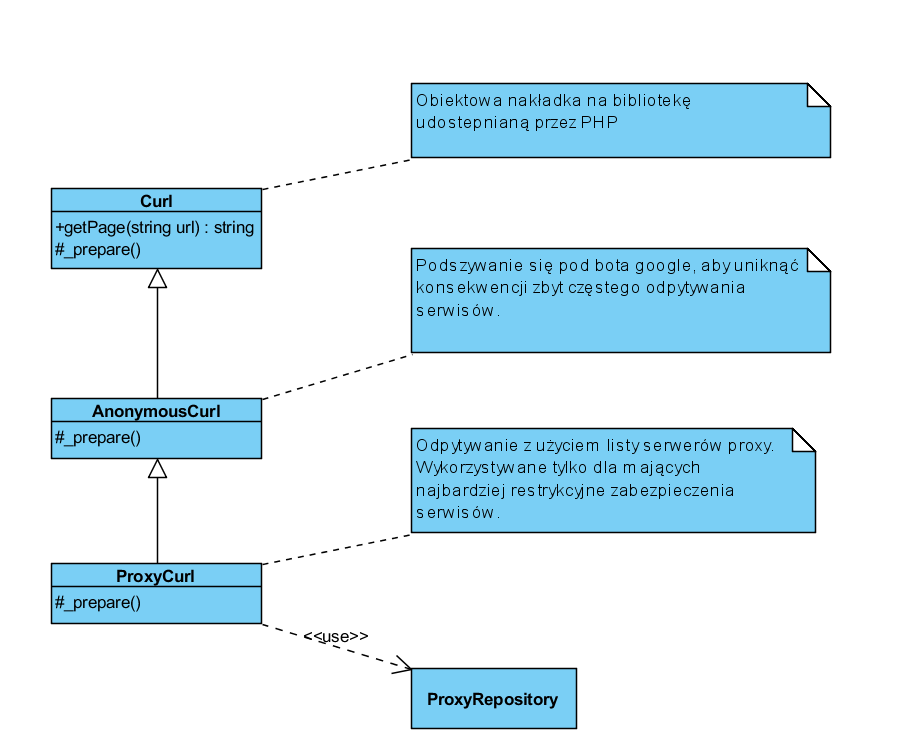 Obiektowa nakładka na bibliotekę
udostepnianą przez PHP
Curl
+getPage(string url) : string
#_prepare()
Podszywanie się pod bota google, aby uniknąć
konsekwencji zbyt częstego odpytywania
serwisów.
AnonymousCurl
#_prepare()
Odpytywanie z użyciem listy serwerów proxy.
Wykorzystywane tylko dla mających
najbardziej restrykcyjne zabezpieczenia
serwisów.
ProxyCurl
#_prepare()
<<use>>
ProxyRepository